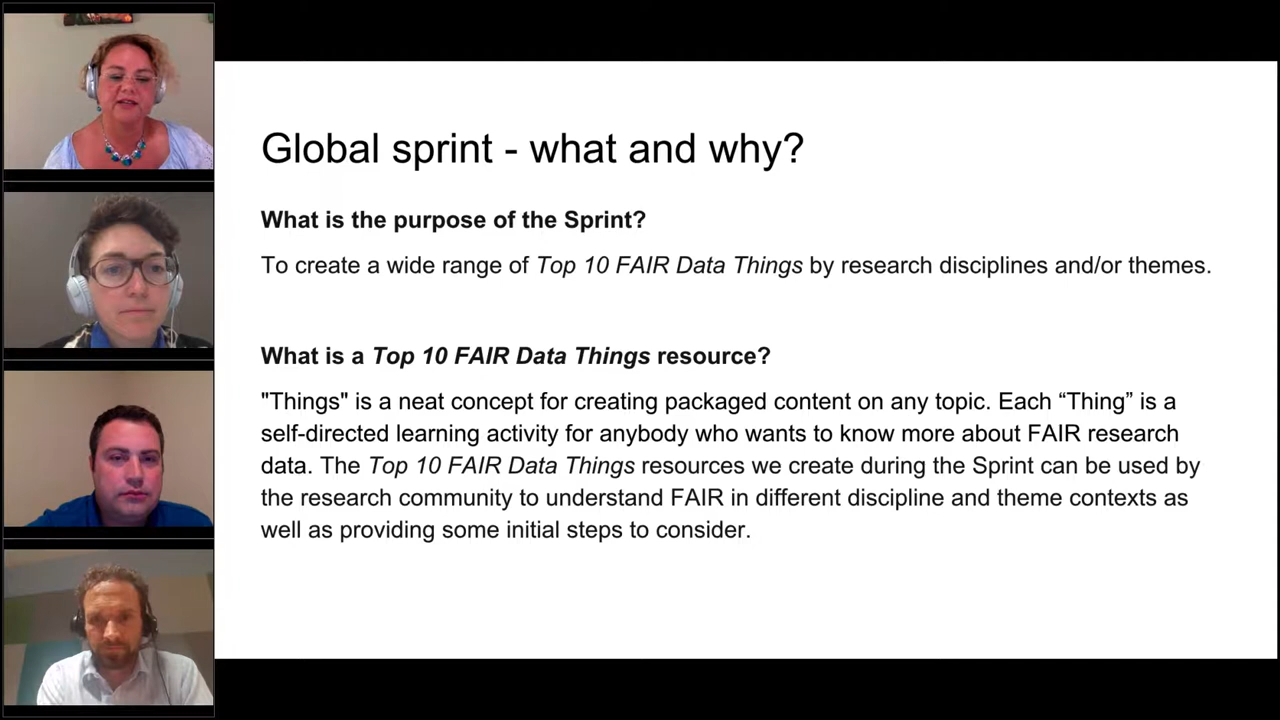 Global sprint - what and why?
What is the purpose of the Sprint?
To create a wide range of Top 10 FAIR Data Things by research disciplines and/or themes.
What is a Top 10 FAIR Data Things resource?
"Things" is a neat concept for creating packaged content on any topic. Each “Thing” is a
self-directed learning activity for anybody who wants to know more about FAIR research
data. The Top 10 FAIR Data Things resources we create during the Sprint can be used by
the research community to understand FAIR in different discipline and theme contexts as
well as providing some initial steps to consider.